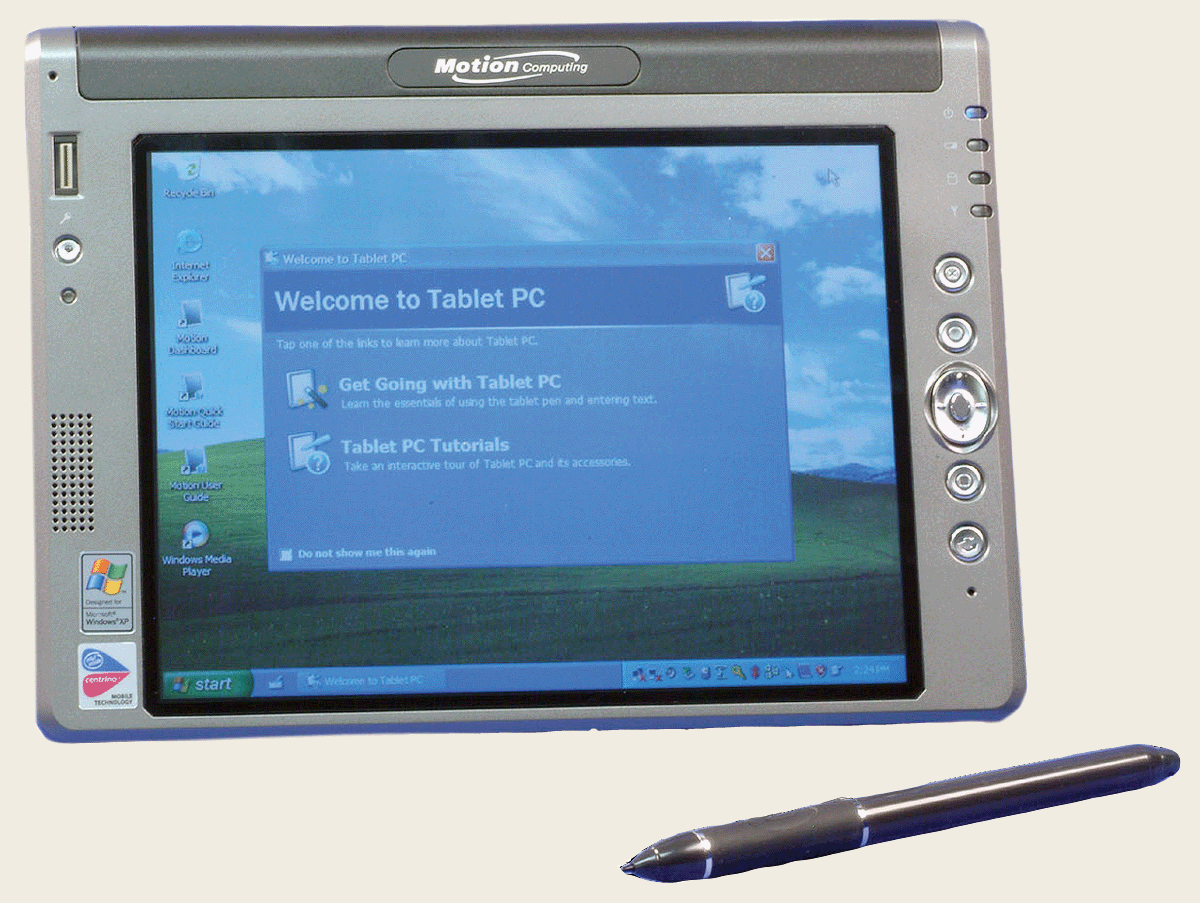 Motion Computing
Recycle Bin
Internet
Explorer
Motion
Dashboard
Motion Quick
Start Guide
Motion User
Guide
Windows Media
Player
Welcome to Tablet PC
Welcome to Tablet PC
Tap one of the links to learn more about Tablet PC.
Get Going with Tablet PC
Learn the essentials of using the tablet pen and entering text.
Tablet PC Tutorials
Take an interactive tour of Tablet PC and its accessories.
Do not show me this again
start
Welcome to Tablet PC
2:24 PM
Designed for
Microsoft®
Windows®XP
intel
centrino
MOBILE
TECHNOLOGY